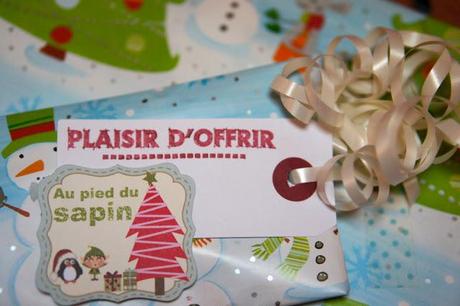 PLAISIR D'OFFRIR
Au pied du
sapin